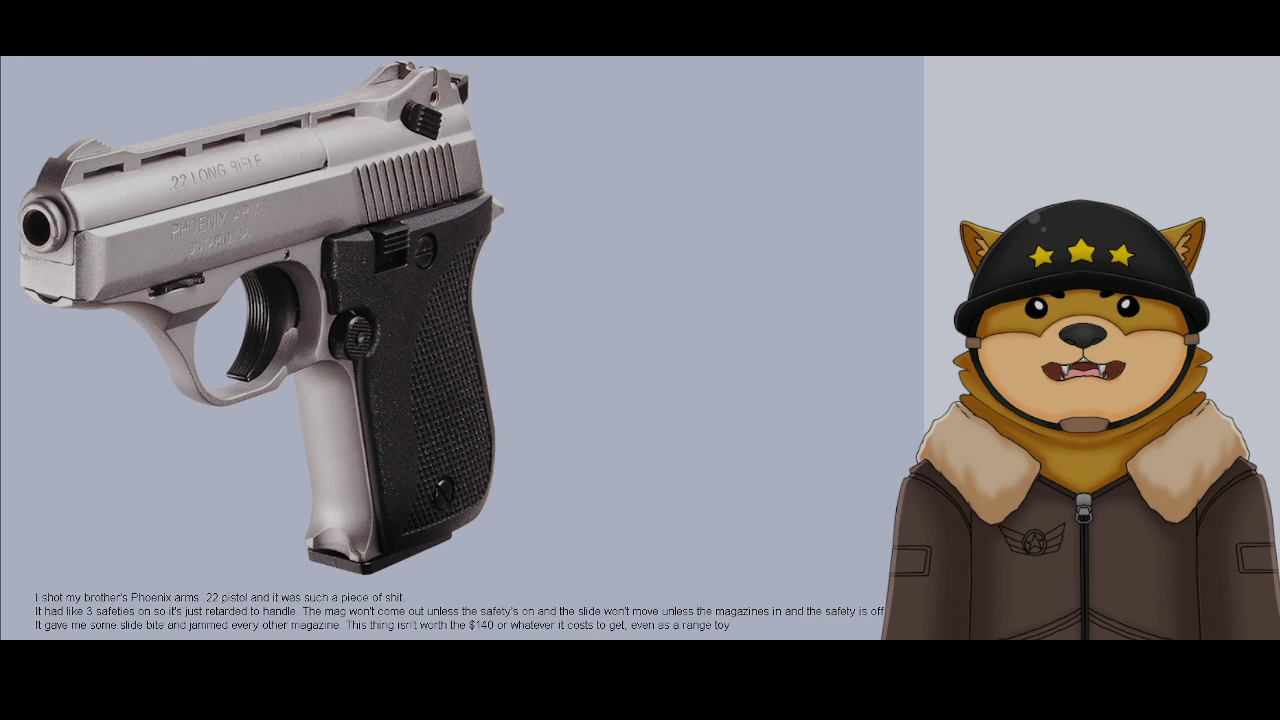 .22 LONG RIFLE
PHOENIX ARMS
ONTARIO, CA.
I shot my brother's Phoenix arms .22 pistol and it was such a piece of shit.
It had like 3 safeties on so it's just retarded to handle. The mag won't come out unless the safety's on and the slide won't move unless the magazines in and the safety is off
It gave me some slide bite and jammed every other magazine. This thing isn't worth the $140 or whatever it costs to get, even as a range toy